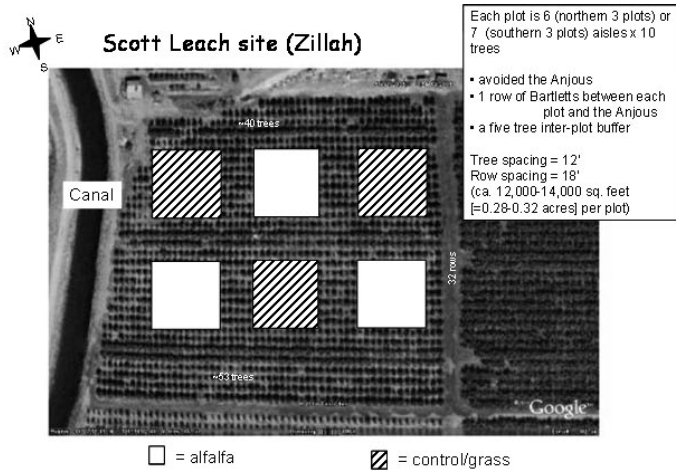 N
W E
S
Scott Leach site (Zillah)
Each plot is 6 (northern 3 plots) or
7 (southern 3 plots) aisles x 10
trees
• avoided the Anjous
• 1 row of Bartletts between each
plot and the Anjous
• a five tree inter-plot buffer
Tree spacing = 12'
Row spacing = 18'
(ca. 12,000-14,000 sq. feet
[=0.28-0.32 acres] per plot)
~40 trees
Canal
32 rows
~53 trees
Google
= alfalfa
= control/grass